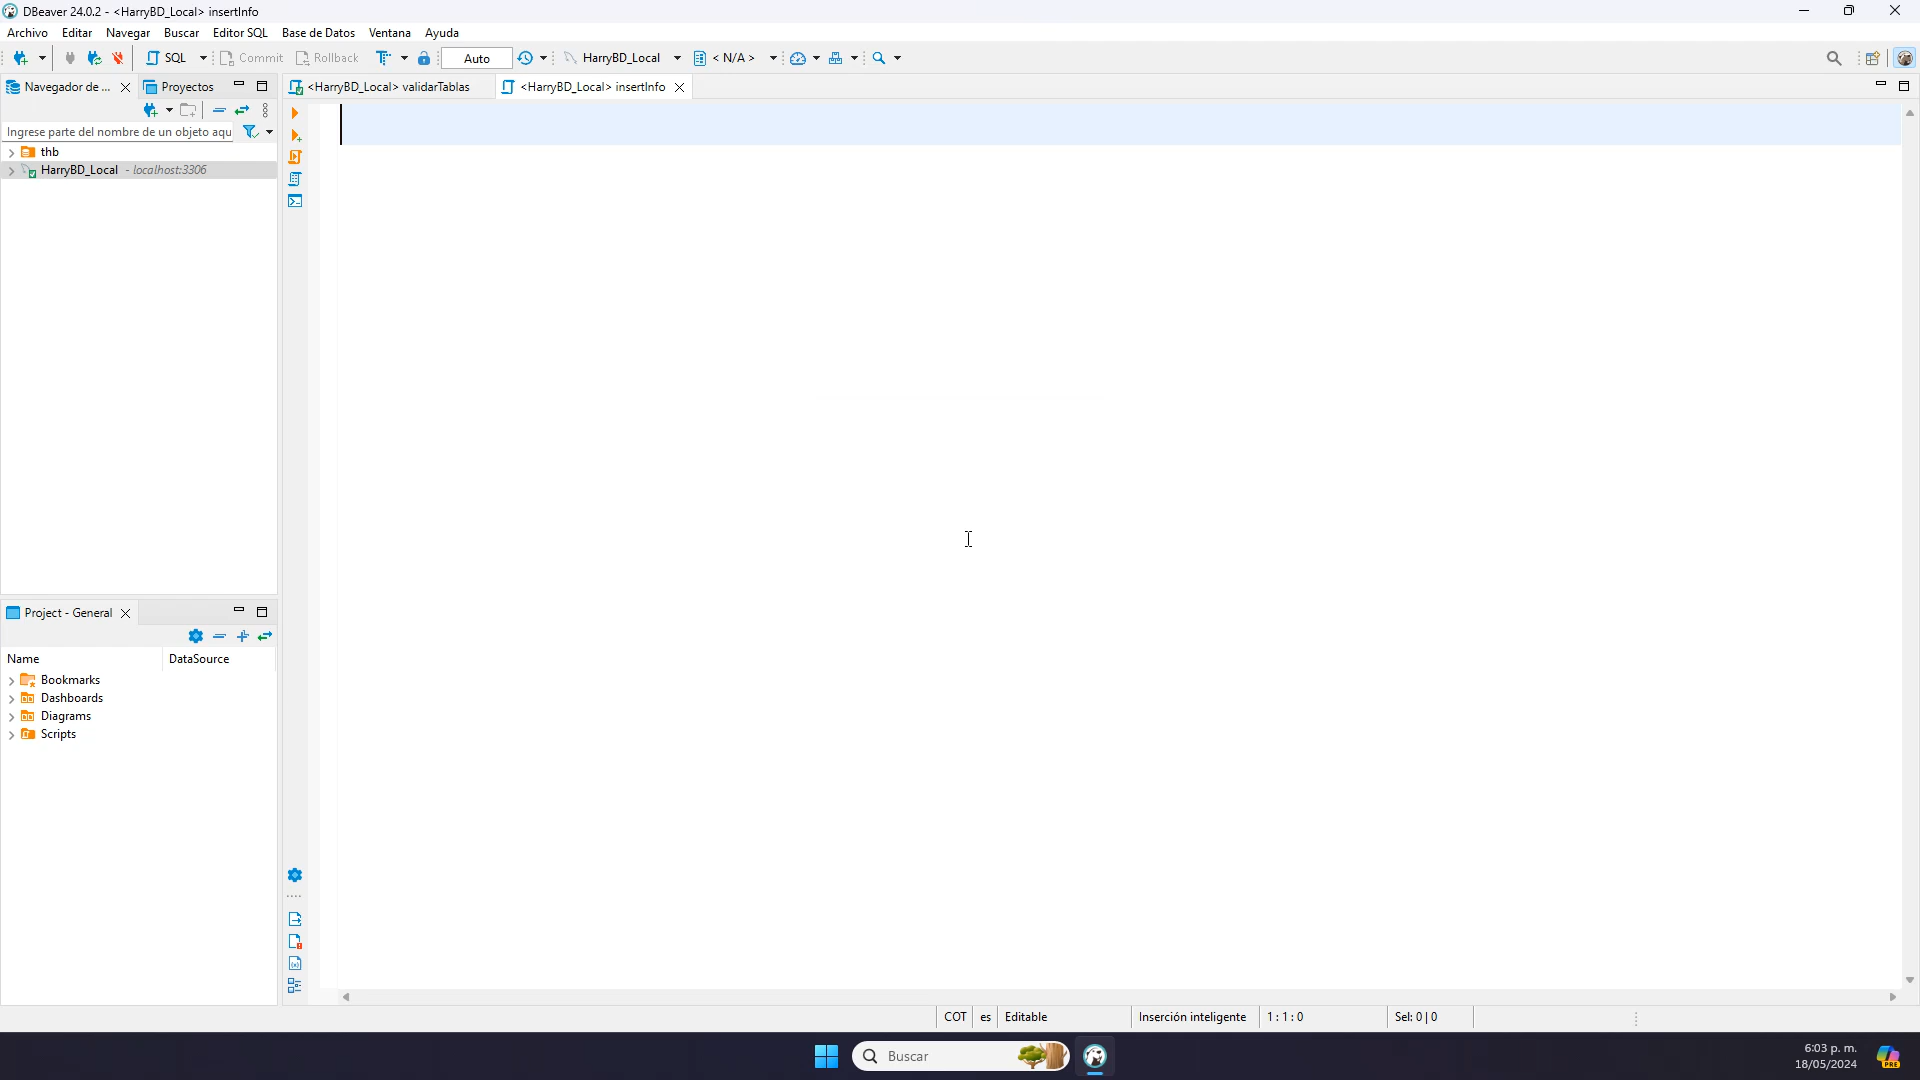 DBeaver 24.0.2 - <HarryBD_Local> insertInfo
Archivo Editar Navegar Buscar Editor SQL Base de Datos Ventana Ayuda
SQL Commit Rollback Auto HarryBD_Local < N/A >
Navegador de ... Proyectos <HarryBD_Local> validarTablas <HarryBD_Local> insertInfo
Ingrese parte del nombre de un objeto aqu
thb
HarryBD_Local - localhost:3306
Project - General
Name DataSource
Bookmarks
Dashboards
Diagrams
Scripts
COT es Editable Inserción inteligente 1 : 1 : 0 Sel: 0 | 0
Buscar
6:03 p. m.
18/05/2024
PRE